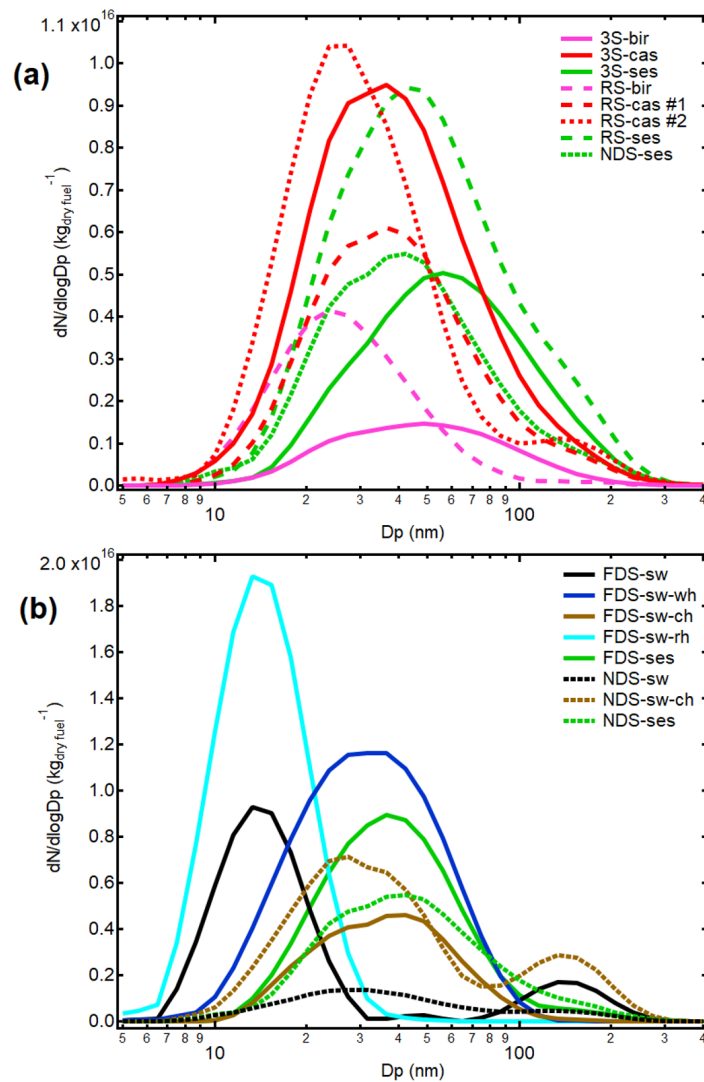 1.1 x 10^16
(a)
1.0
0.9
0.8
0.7
0.6
0.5
0.4
0.3
0.2
0.1
0.0
dN/dlogDp (kg_dry fuel^-1)
3S-bir
3S-cas
3S-ses
RS-bir
RS-cas #1
RS-cas #2
RS-ses
NDS-ses
5 6 7 8 9 10 2 3 4 5 6 7 8 9 100 2 3 4
Dp (nm)
2.0 x 10^16
(b)
1.8
1.6
1.4
1.2
1.0
0.8
0.6
0.4
0.2
0.0
dN/dlogDp (kg_dry fuel^-1)
FDS-sw
FDS-sw-wh
FDS-sw-ch
FDS-sw-rh
FDS-ses
NDS-sw
NDS-sw-ch
NDS-ses
5 6 7 8 9 10 2 3 4 5 6 7 8 9 100 2 3 4
Dp (nm)